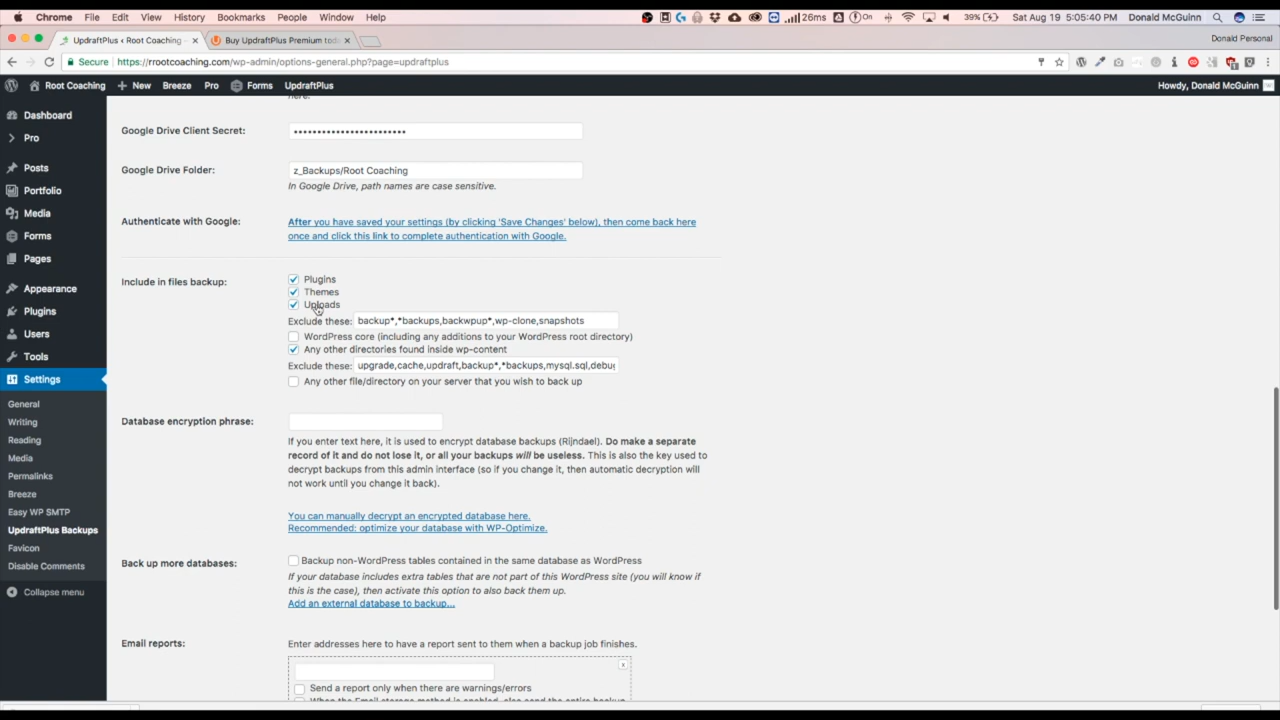 Chrome File Edit View History Bookmarks People Window Help 26ms On 39% Sat Aug 19 5:05:40 PM Donald McGuinn
UpdraftPlus ‹ Root Coaching Buy UpdraftPlus Premium Donald Personal
Secure https://rrootcoaching.com/wp-admin/options-general.php?page=updraftplus
Root Coaching New Breeze Pro Forms UpdraftPlus Howdy, Donald McGuinn
here.
Dashboard
Pro
Posts
Portfolio
Media
Forms
Pages
Appearance
Plugins
Users
Tools
Settings
General
Writing
Reading
Media
Permalinks
Breeze
Easy WP SMTP
UpdraftPlus Backups
Favicon
Disable Comments
Collapse menu
Google Drive Client Secret: ••••••••••••••••••••••••
Google Drive Folder: z_Backups/Root Coaching
In Google Drive, path names are case sensitive.
Authenticate with Google: After you have saved your settings (by clicking 'Save Changes' below), then come back here
once and click this link to complete authentication with Google.
Include in files backup: Plugins
Themes
Uploads
Exclude these: backup*,*backups,backwpup*,wp-clone,snapshots
WordPress core (including any additions to your WordPress root directory)
Any other directories found inside wp-content
Exclude these: upgrade,cache,updraft,backup*,*backups,mysql.sql,debug
Any other file/directory on your server that you wish to back up
Database encryption phrase:
If you enter text here, it is used to encrypt database backups (Rijndael). Do make a separate
record of it and do not lose it, or all your backups will be useless. This is also the key used to
decrypt backups from this admin interface (so if you change it, then automatic decryption will
not work until you change it back).
You can manually decrypt an encrypted database here.
Recommended: optimize your database with WP-Optimize.
Back up more databases: Backup non-WordPress tables contained in the same database as WordPress
If your database includes extra tables that are not part of this WordPress site (you will know if
this is the case), then activate this option to also back them up.
Add an external database to backup...
Email reports: Enter addresses here to have a report sent to them when a backup job finishes.
x
Send a report only when there are warnings/errors
When the Email storage method is enabled, also send the entire backup